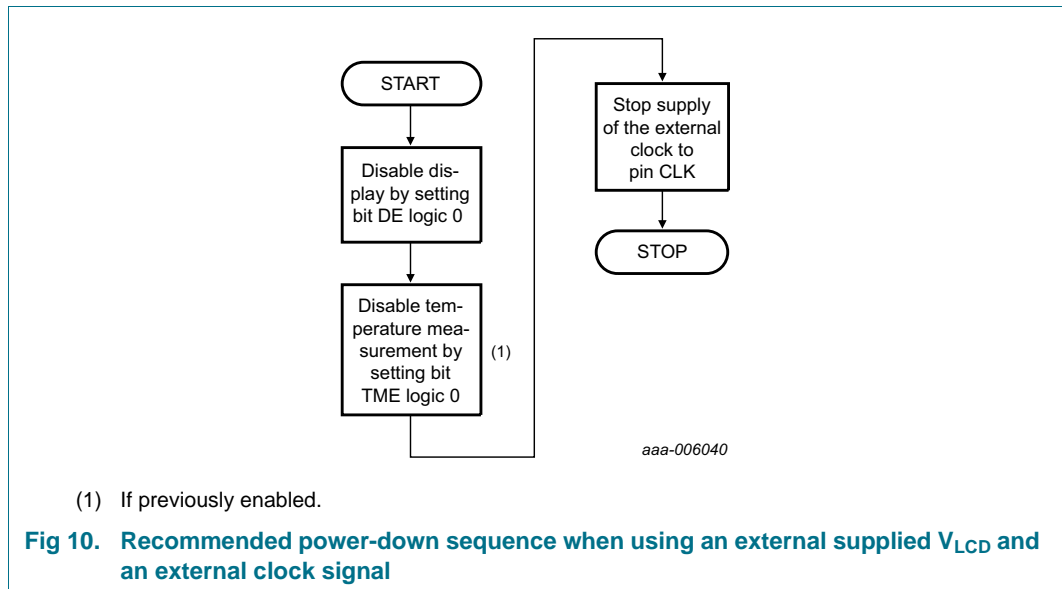 START
Disable dis-
play by setting
bit DE logic 0
Disable tem-
perature mea-
surement by
setting bit
TME logic 0
(1)
Stop supply
of the external
clock to
pin CLK
STOP
aaa-006040
(1) If previously enabled.
Fig 10. Recommended power-down sequence when using an external supplied VLCD and
an external clock signal